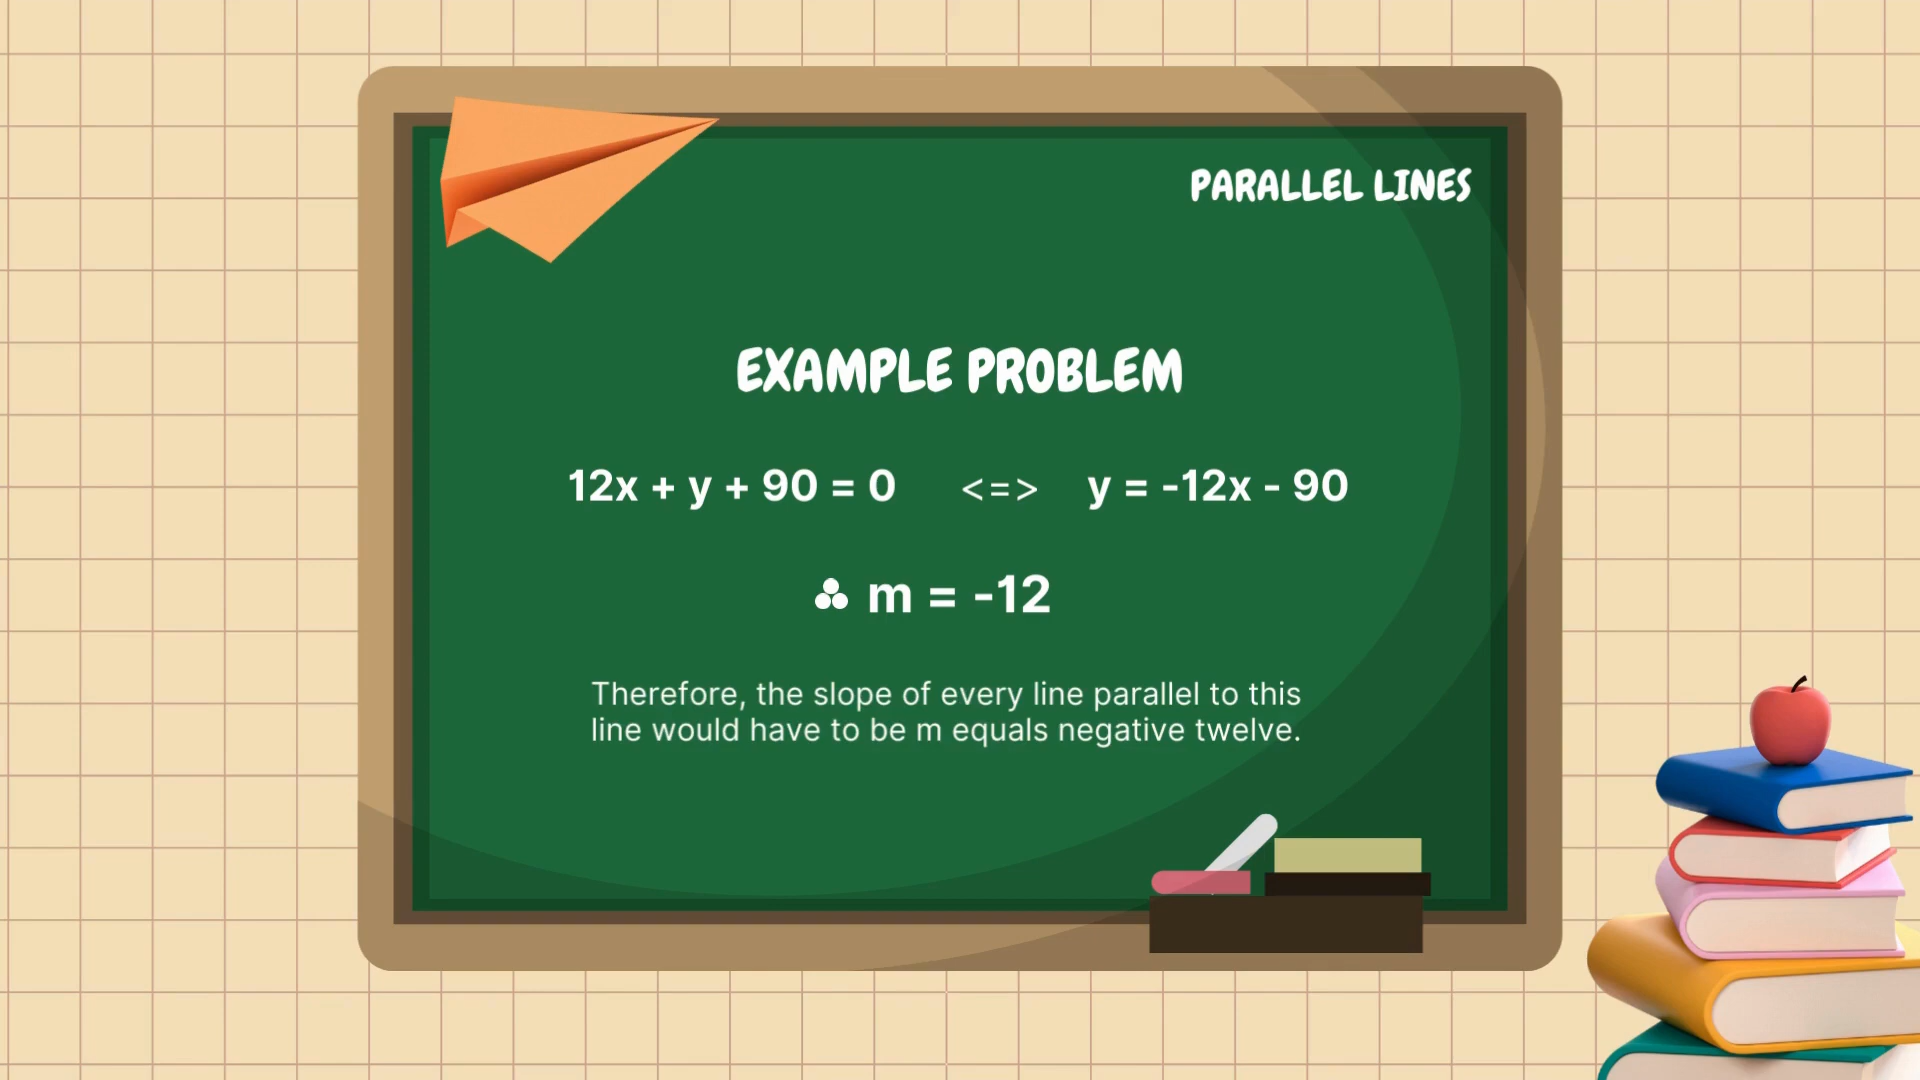 PARALLEL LINES
EXAMPLE PROBLEM
12x + y + 90 = 0 <=> y = -12x - 90
∴ m = -12
Therefore, the slope of every line parallel to this
line would have to be m equals negative twelve.